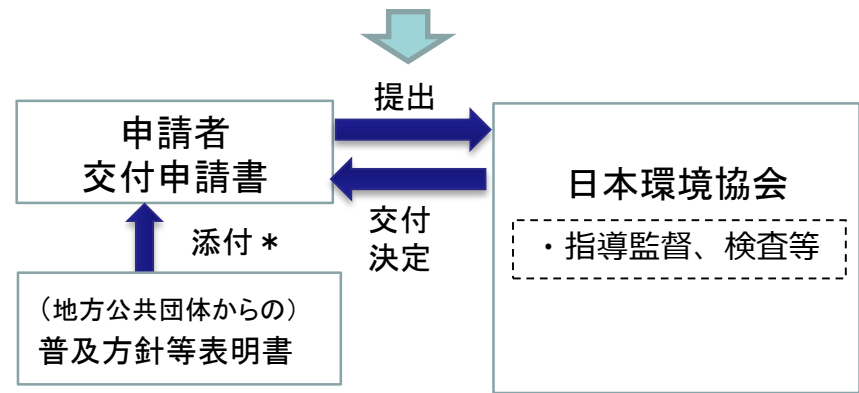 提出
申請者
交付申請書
日本環境協会
・指導監督、検査等
交付
決定
添付＊
（地方公共団体からの）
普及方針等表明書